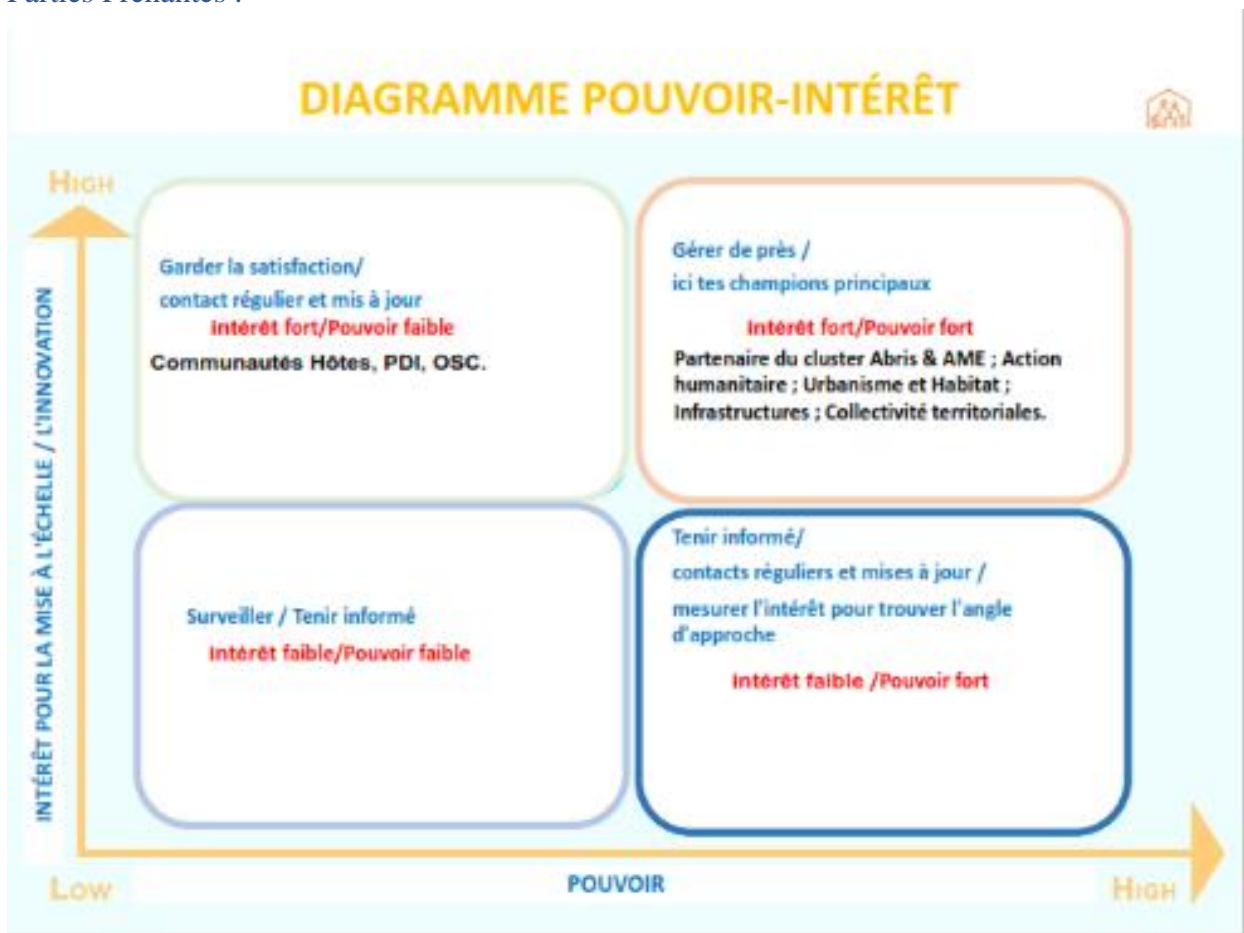 Parties Prenantes :
DIAGRAMME POUVOIR-INTÉRÊT
HIGH
Garder la satisfaction/
contact régulier et mis à jour
Intérêt fort/Pouvoir faible
Communautés Hôtes, PDI, OSC.
Gérer de près /
ici tes champions principaux
Intérêt fort/Pouvoir fort
Partenaire du cluster Abris & AME ; Action
humanitaire ; Urbanisme et Habitat ;
Infrastructures ; Collectivité territoriales.
INTÉRÊT POUR LA MISE À L'ÉCHELLE / L'INNOVATION
Surveiller / Tenir informé
Intérêt faible/Pouvoir faible
Tenir informé/
contacts réguliers et mises à jour /
mesurer l'intérêt pour trouver l'angle
d'approche
Intérêt faible /Pouvoir fort
LOW
POUVOIR
HIGH